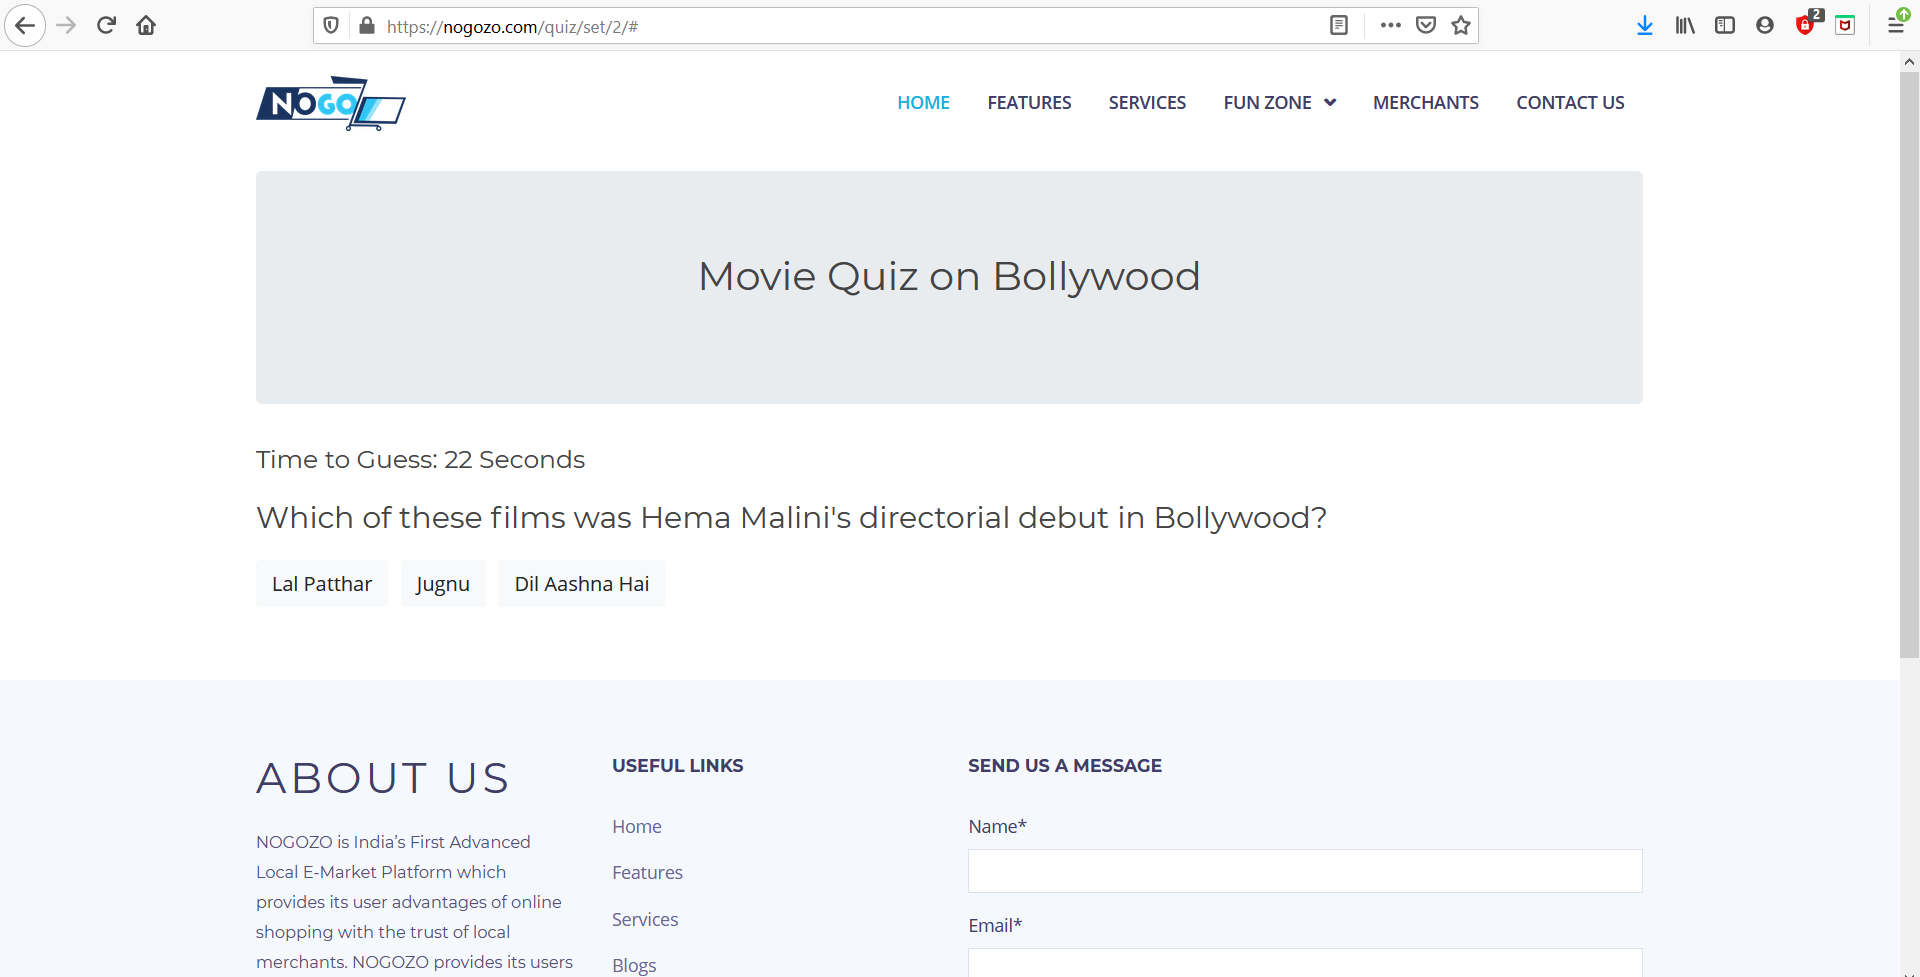 https://nogozo.com/quiz/set/2/#
2
NOGO
HOME FEATURES SERVICES FUN ZONE MERCHANTS CONTACT US
Movie Quiz on Bollywood
Time to Guess: 22 Seconds
Which of these films was Hema Malini's directorial debut in Bollywood?
Lal Patthar Jugnu Dil Aashna Hai
ABOUT US
NOGOZO is India’s First Advanced
Local E-Market Platform which
provides its user advantages of online
shopping with the trust of local
merchants. NOGOZO provides its users
USEFUL LINKS
Home
Features
Services
Blogs
SEND US A MESSAGE
Name*
Email*